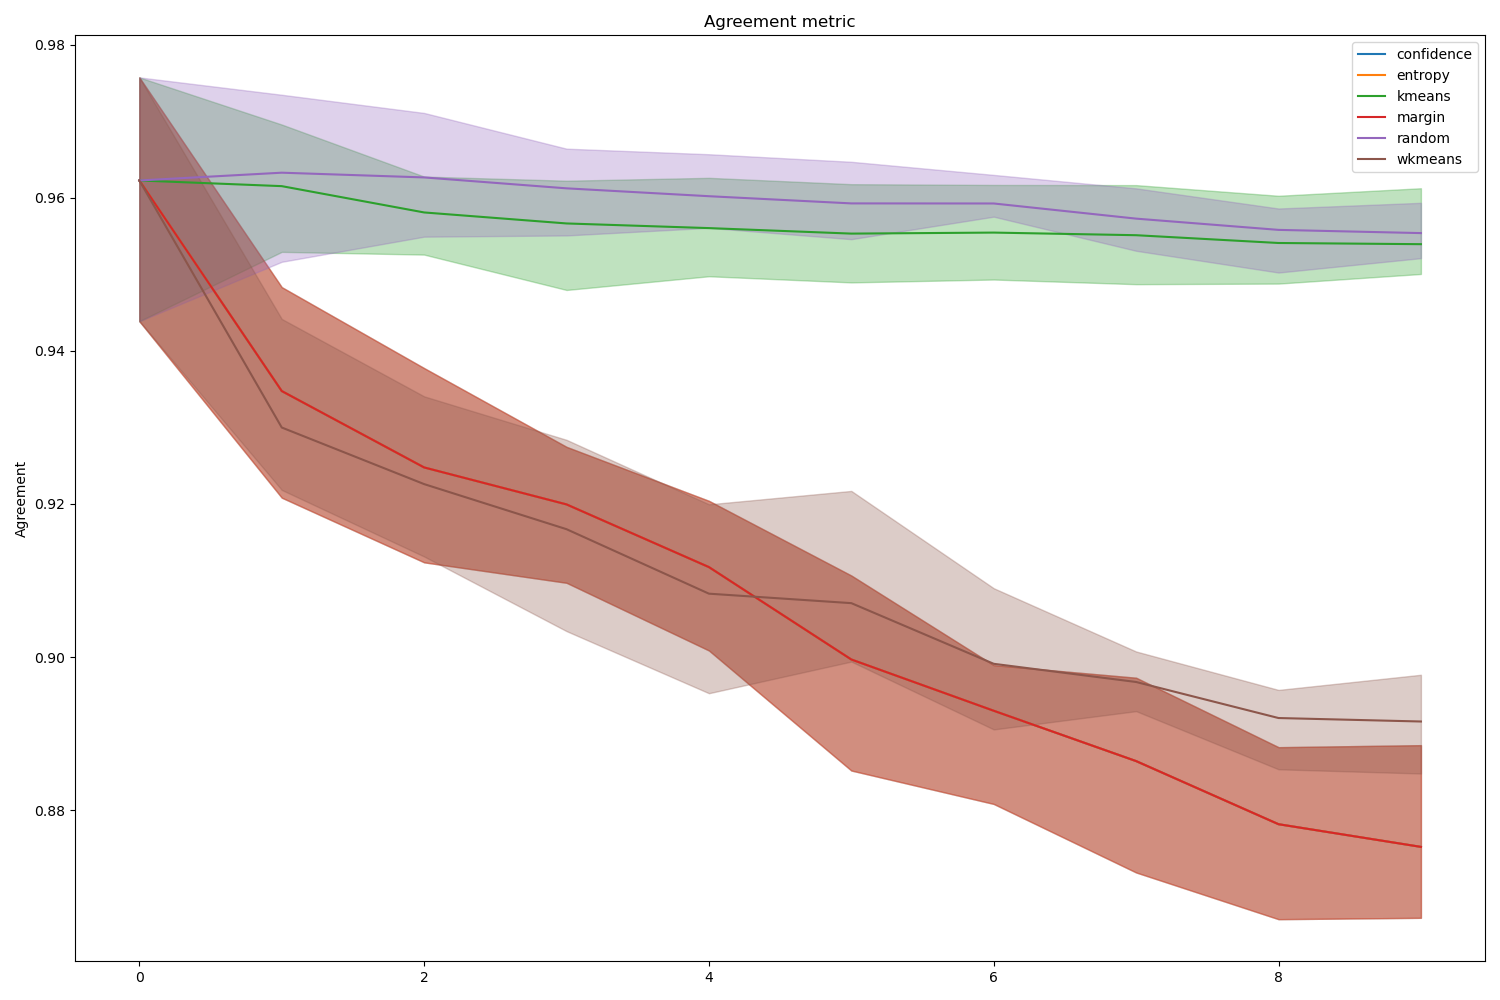 Agreement metric
0.98
0.96
0.94
0.92
0.90
0.88
Agreement
0
2
4
6
8
confidence
entropy
kmeans
margin
random
wkmeans